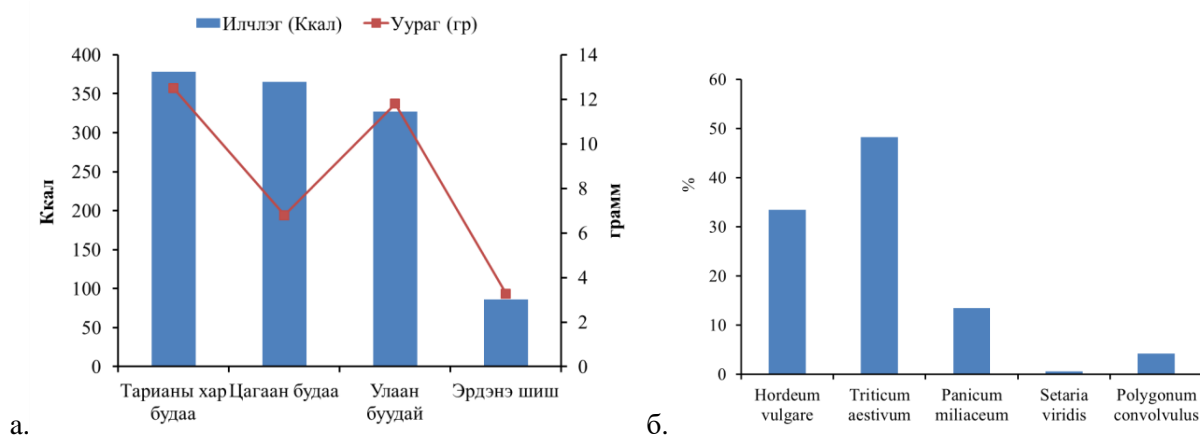 Илчлэг (Ккал) Уураг (гр)
400
350
300
250
200
150
100
50
0
Ккал
14
12
10
8
6
4
2
0
грамм
Тарианы хар будаа
Цагаан будаа
Улаан буудай
Эрдэнэ шиш
а.
60
50
40
30
20
10
0
%
Hordeum vulgare
Triticum aestivum
Panicum miliaceum
Setaria viridis
Polygonum convolvulus
б.